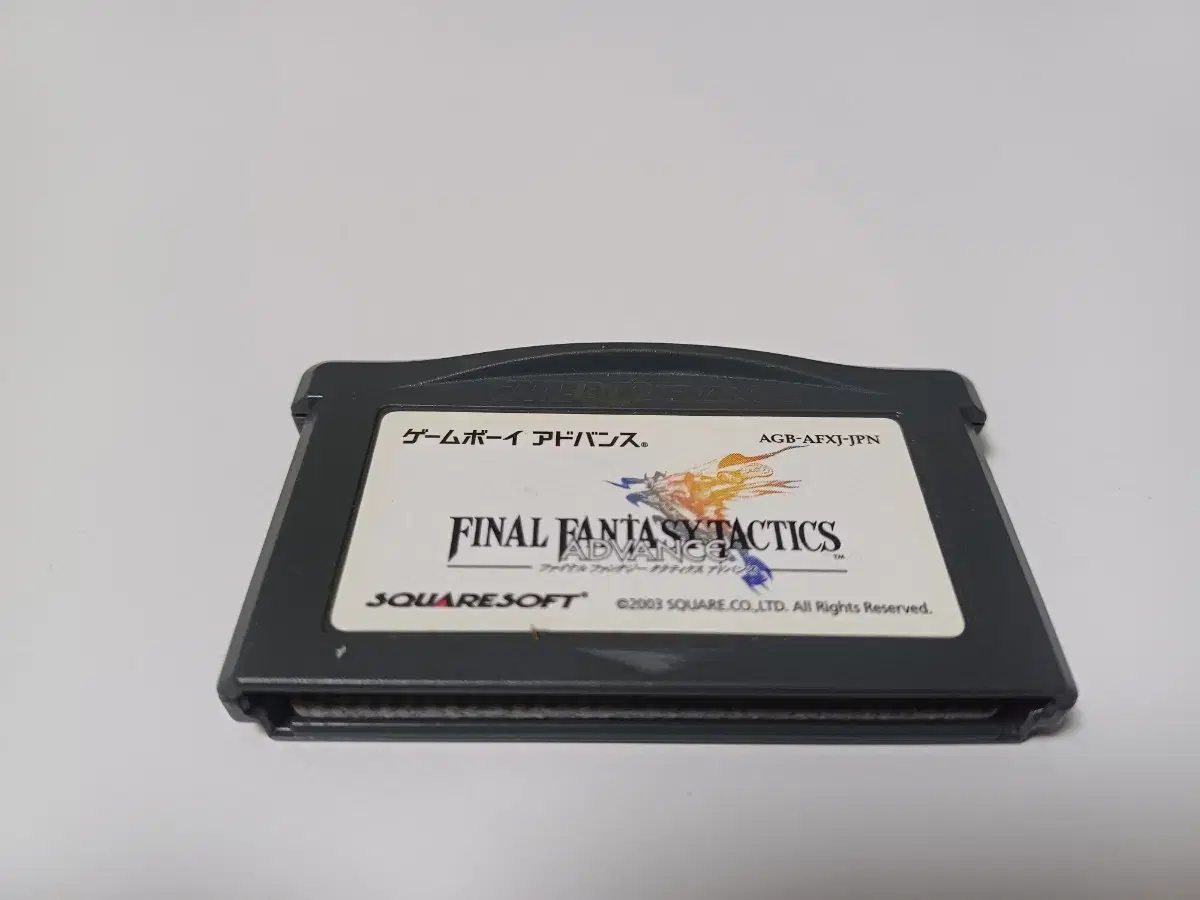 ゲームボーイ アドバンス®
AGB-AFXJ-JPN
FINAL FANTASY TACTICS™
ADVANCE
ファイナル ファンタジー タクティクス アドバンス
SQUARESOFT®
©2003 SQUARE CO.,LTD. All Rights Reserved.